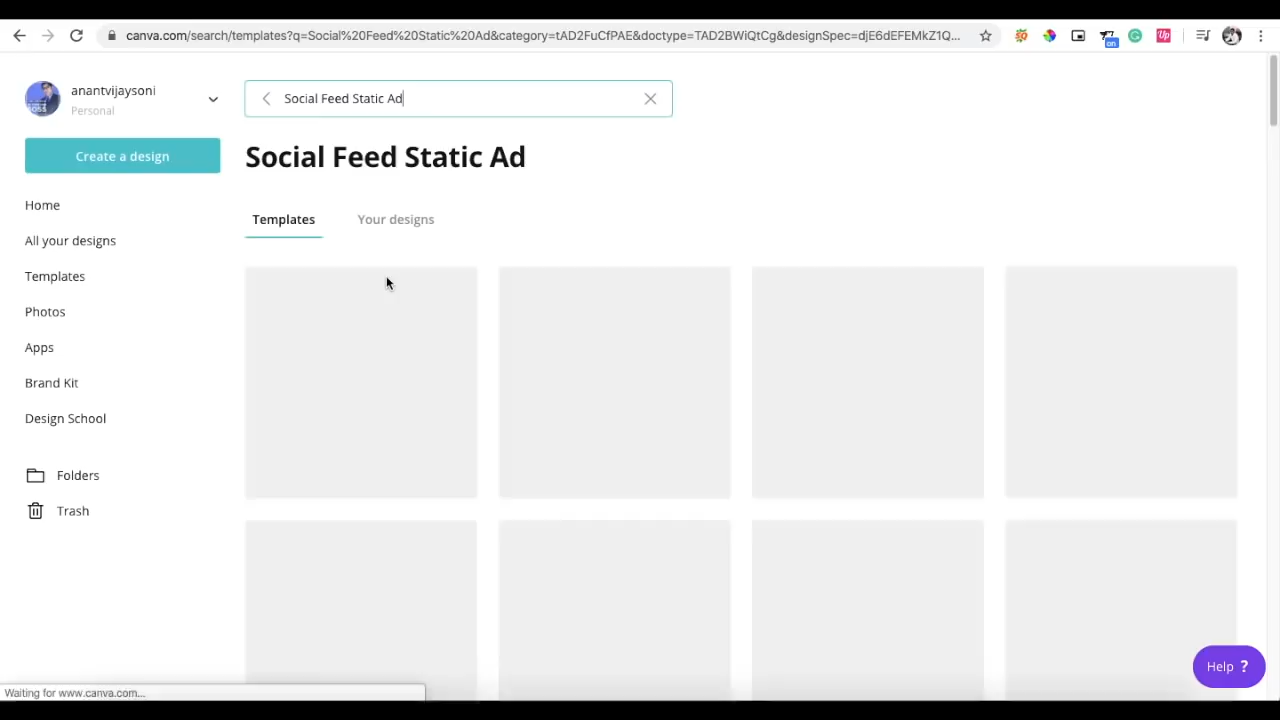 canva.com/search/templates?q=Social%20Feed%20Static%20Ad&category=tAD2FuCfPAE&doctype=TAD2BWiQtCg&designSpec=djE6dEFEMkZ1Q...
on
Up
anantvijaysoni
Personal
Social Feed Static Ad
Create a design
Social Feed Static Ad
Home
Templates
Your designs
All your designs
Templates
Photos
Apps
Brand Kit
Design School
Folders
Trash
Help ?
Waiting for www.canva.com...